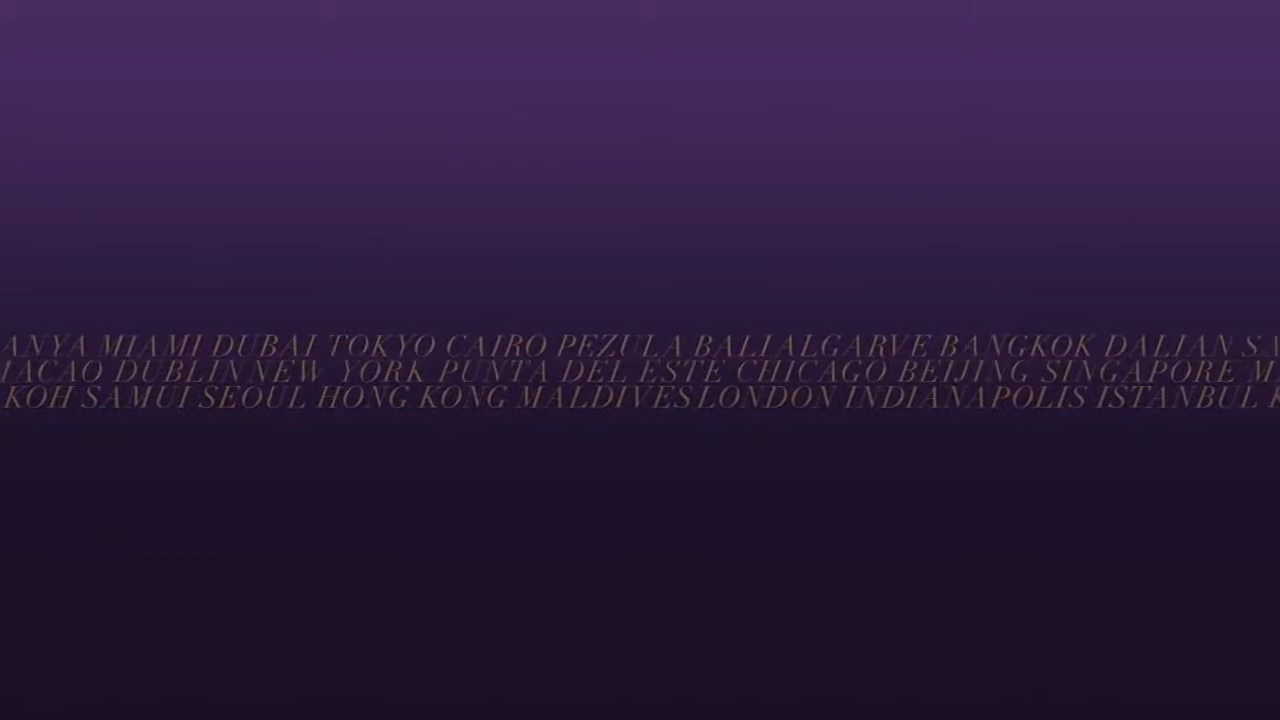 ANYA MIAMI DUBAI TOKYO CAIRO PEZULA BALI ALGARVE BANGKOK DALIAN
MACAO DUBLIN NEW YORK PUNTA DEL ESTE CHICAGO BEIJING SINGAPORE
KOH SAMUI SEOUL HONG KONG MALDIVES LONDON INDIANAPOLIS ISTANBUL